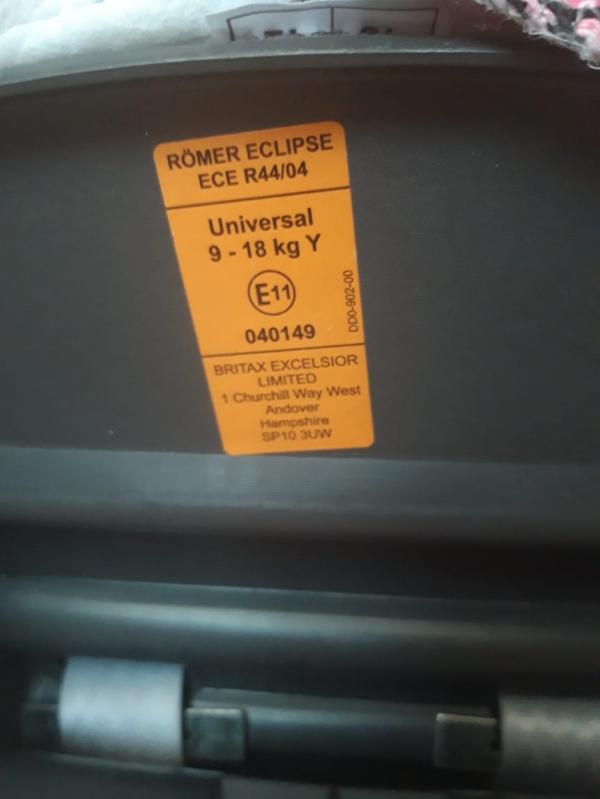 RÖMER ECLIPSE
ECE R44/04
Universal
9 - 18 kg Y
E11
040149
DD0-902-00
BRITAX EXCELSIOR
LIMITED
1 Churchill Way West
Andover
Hampshire
SP10 3UW